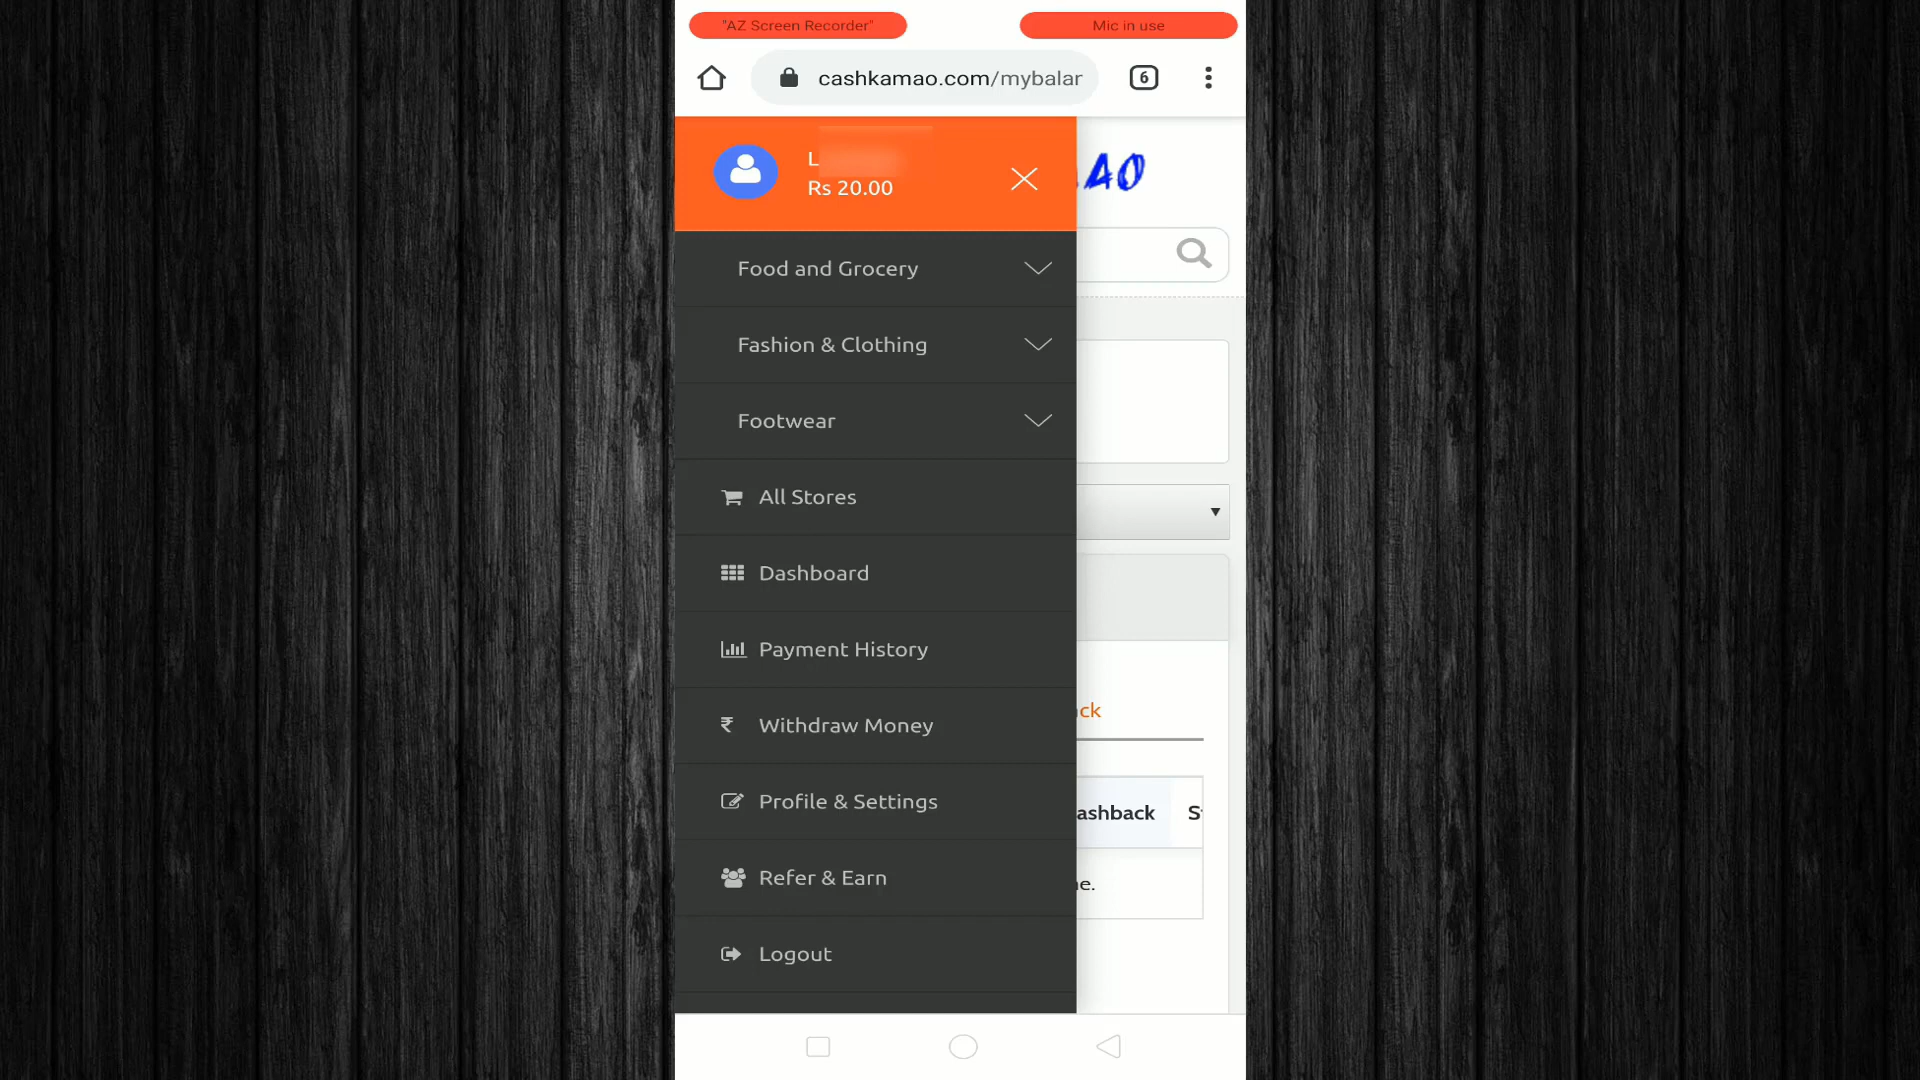 "AZ Screen Recorder"
Mic in use
cashkamao.com/mybalar
6
L
Rs 20.00
AO
Food and Grocery
Fashion & Clothing
Footwear
All Stores
Dashboard
Payment History
Withdraw Money
ck
Profile & Settings
ashback S
Refer & Earn
e.
Logout